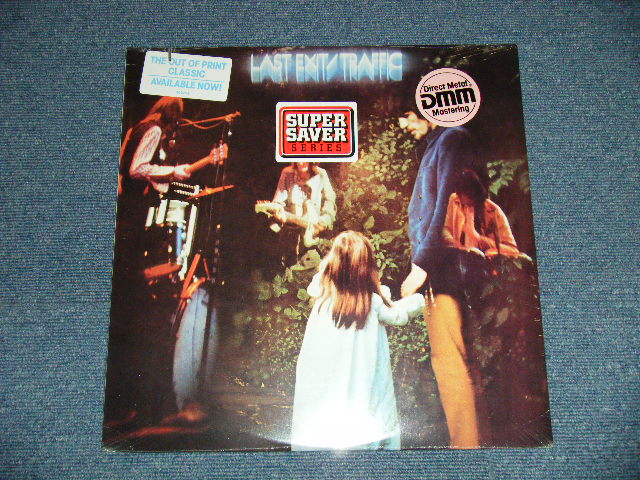 THE OUT OF PRINT
CLASSIC
AVAILABLE NOW!
LAST EXIT/TRAFFIC
Direct Metal
DMM
Mastering
SUPER
SAVER
SERIES